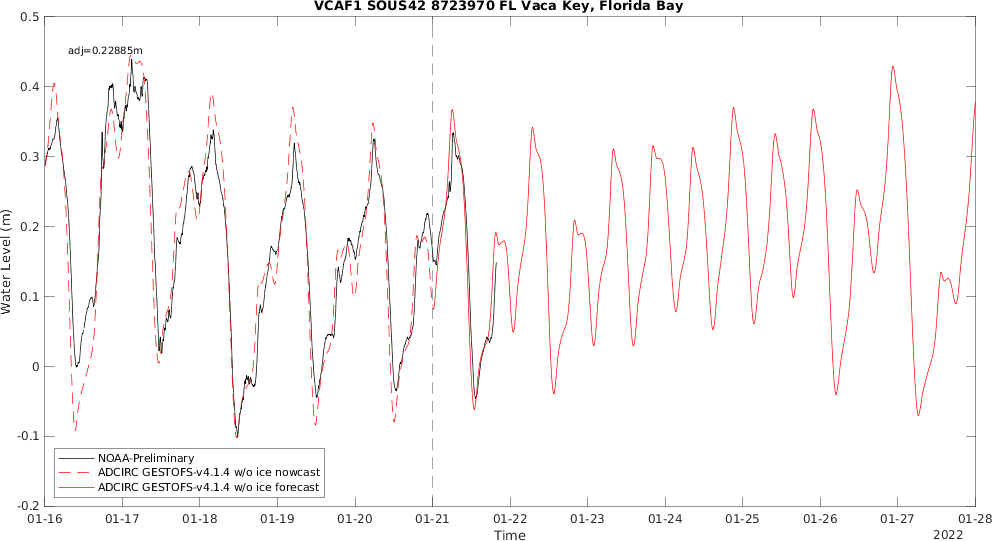 VCAF1 SOUS42 8723970 FL Vaca Key, Florida Bay
adj=0.22885m
0.5
0.4
0.3
0.2
0.1
0
-0.1
-0.2
Water Level (m)
NOAA-Preliminary
ADCIRC GESTOFS-v4.1.4 w/o ice nowcast
ADCIRC GESTOFS-v4.1.4 w/o ice forecast
01-16 01-17 01-18 01-19 01-20 01-21 01-22 01-23 01-24 01-25 01-26 01-27 01-28
Time
2022